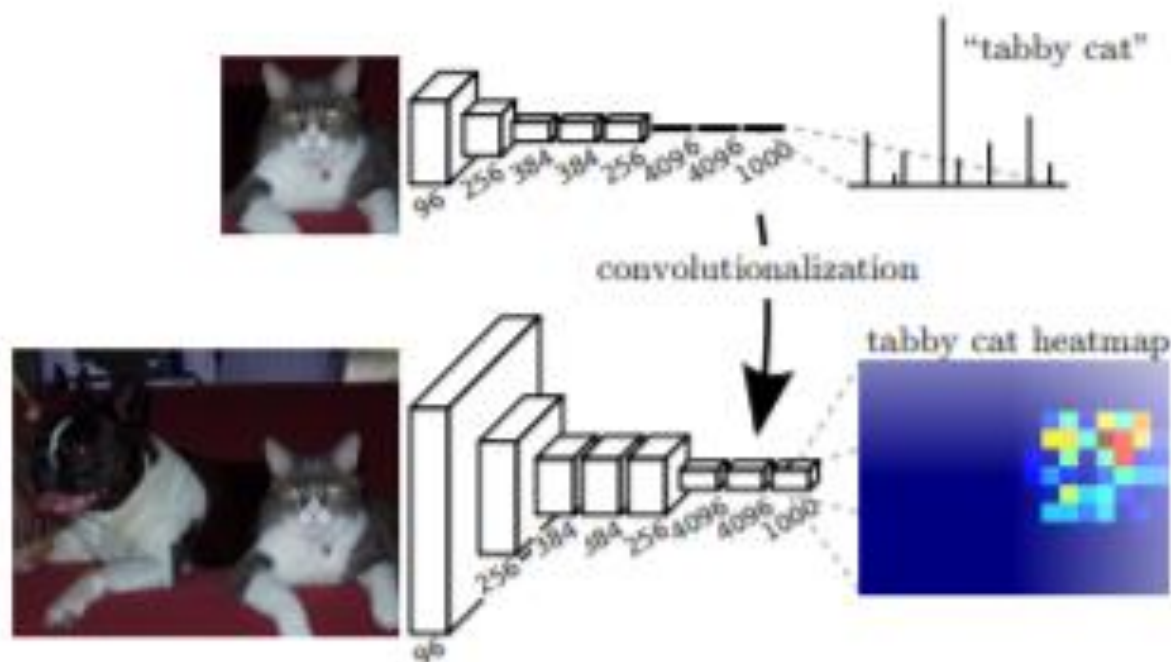 "tabby cat"
96 256 384 384 256 4096 4096 1000
convolutionalization
tabby cat heatmap
96 256 384 384 256 4096 4096 1000